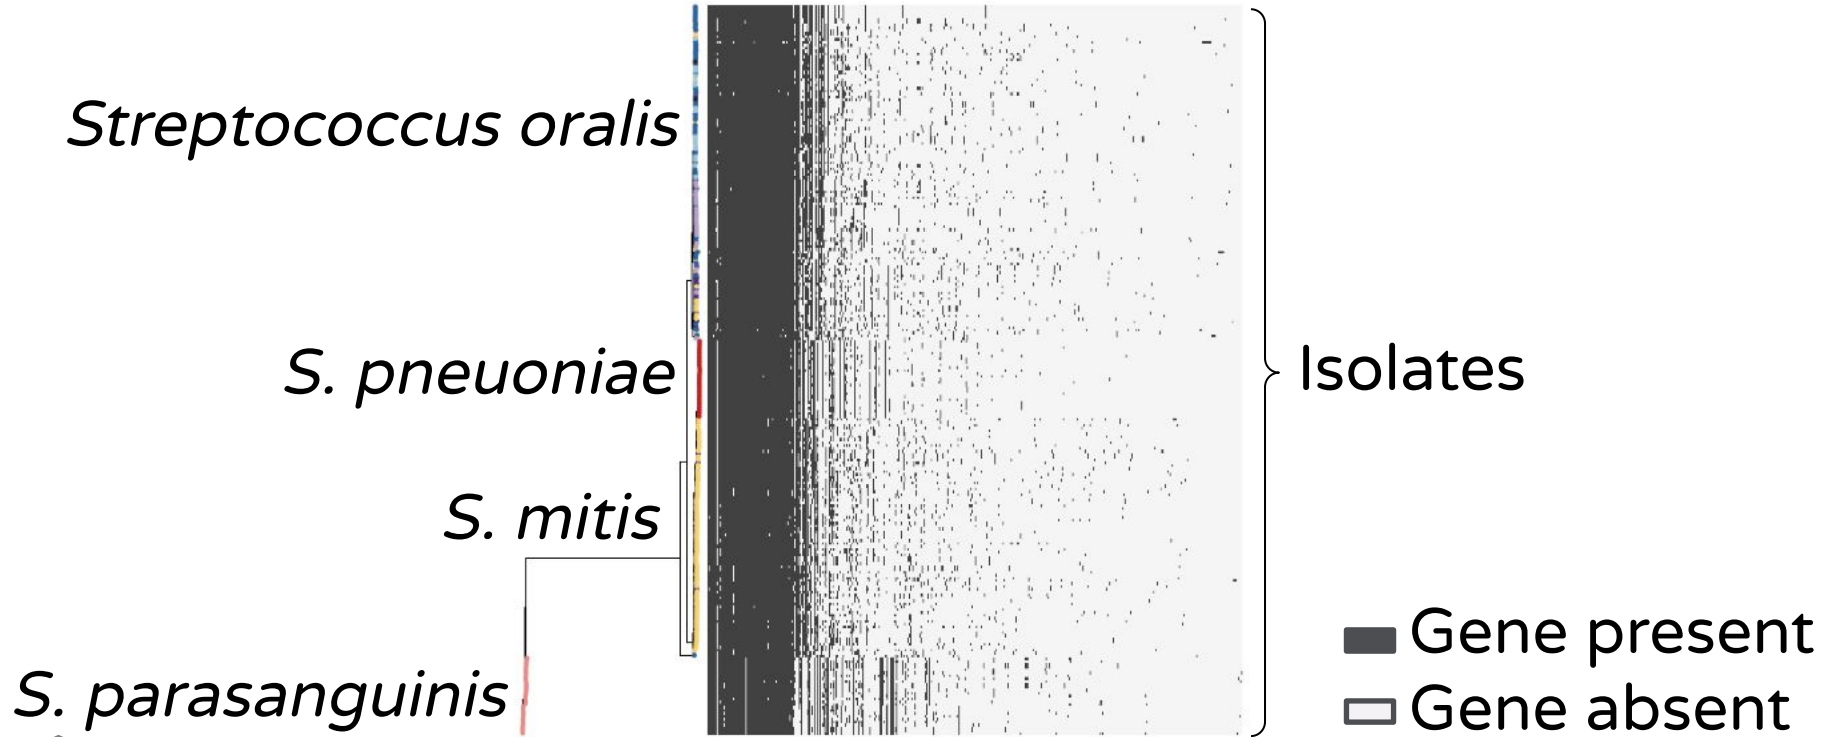 Streptococcus oralis
S. pneuoniae
Isolates
S. mitis
Gene present
S. parasanguinis
Gene absent